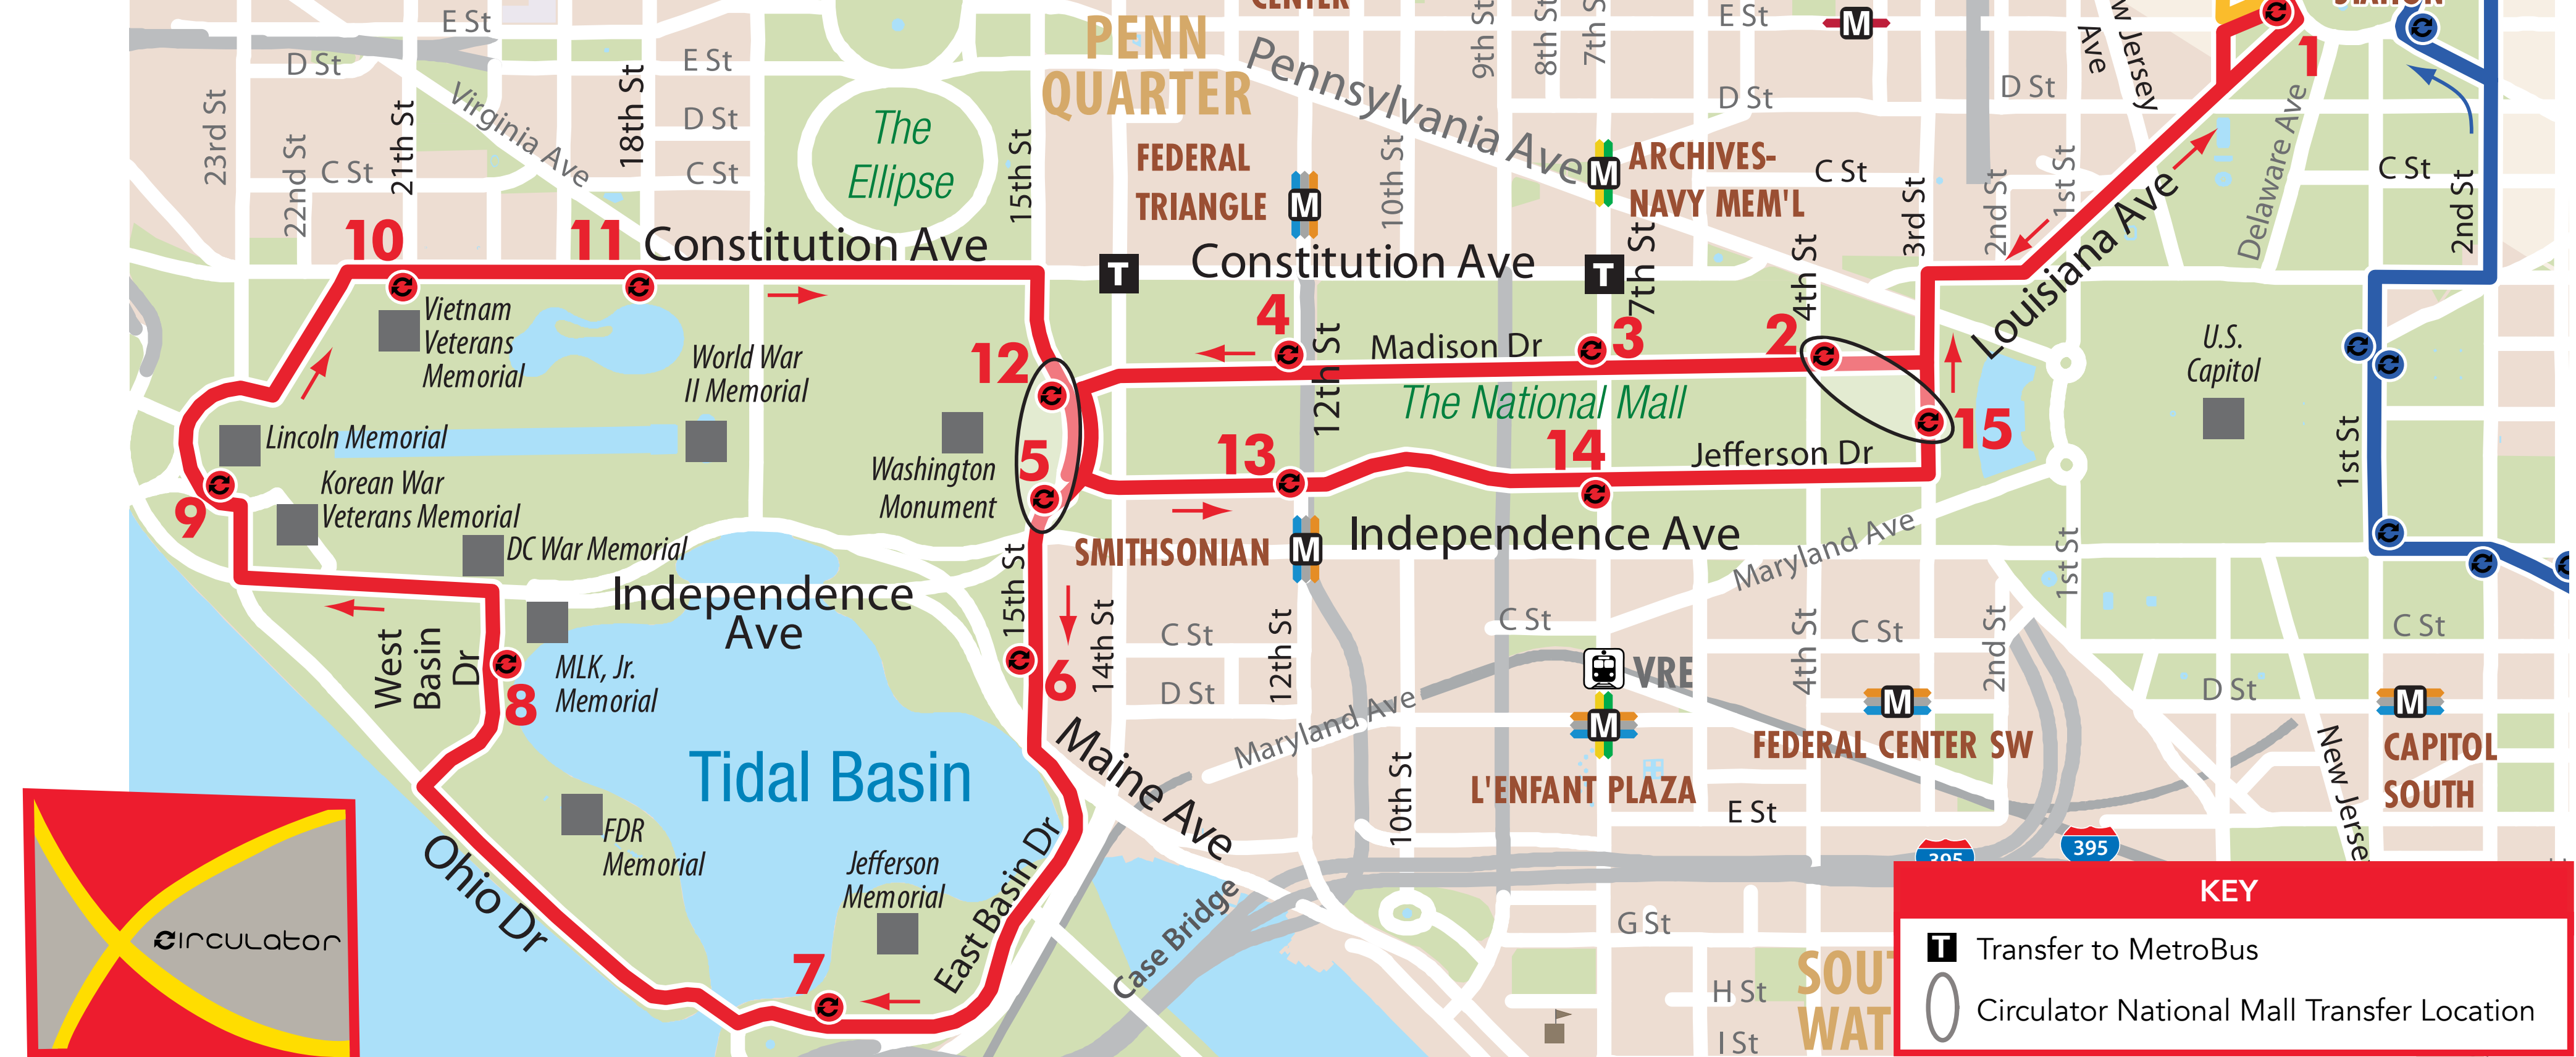 CENTER
STATION
E St
PENN
QUARTER
Pennsylvania Ave
9th St
8th St
7th S
E St
M
w Jersey
Ave
1
D St
E St
Virginia Ave
18th St
23rd St
22nd St
21th St
C St
D St
C St
The
Ellipse
15th St
FEDERAL
TRIANGLE
M
10th St
M
ARCHIVES-
NAVY MEM'L
D St
C St
D St
3rd St
2nd St
1st St
Louisiana Ave
Delaware Ave
C St
2nd St
10
11
Constitution Ave
T
Constitution Ave
T
7th St
4th St
Vietnam
Veterans
Memorial
World War
II Memorial
12
4
12th St
Madison Dr
3
2
The National Mall
U.S.
Capitol
Lincoln Memorial
Washington
Monument
5
13
14
Jefferson Dr
15
1st St
9
Korean War
Veterans Memorial
DC War Memorial
SMITHSONIAN
M
Independence Ave
Maryland Ave
1st St
Independence
Ave
15th St
14th St
12th St
C St
D St
C St
4th St
C St
2nd St
C St
West
Basin
Dr
8
MLK, Jr.
Memorial
6
VRE
M
L'ENFANT PLAZA
M
FEDERAL CENTER SW
D St
M
CAPITOL
SOUTH
New Jersey
Tidal Basin
Maine Ave
Maryland Ave
10th St
E St
395
395
Ohio Dr
FDR
Memorial
Jefferson
Memorial
7
East Basin Dr
Case Bridge
G St
H St
I St
SOUT
WAT
circulator
KEY
T Transfer to MetroBus
Circulator National Mall Transfer Location